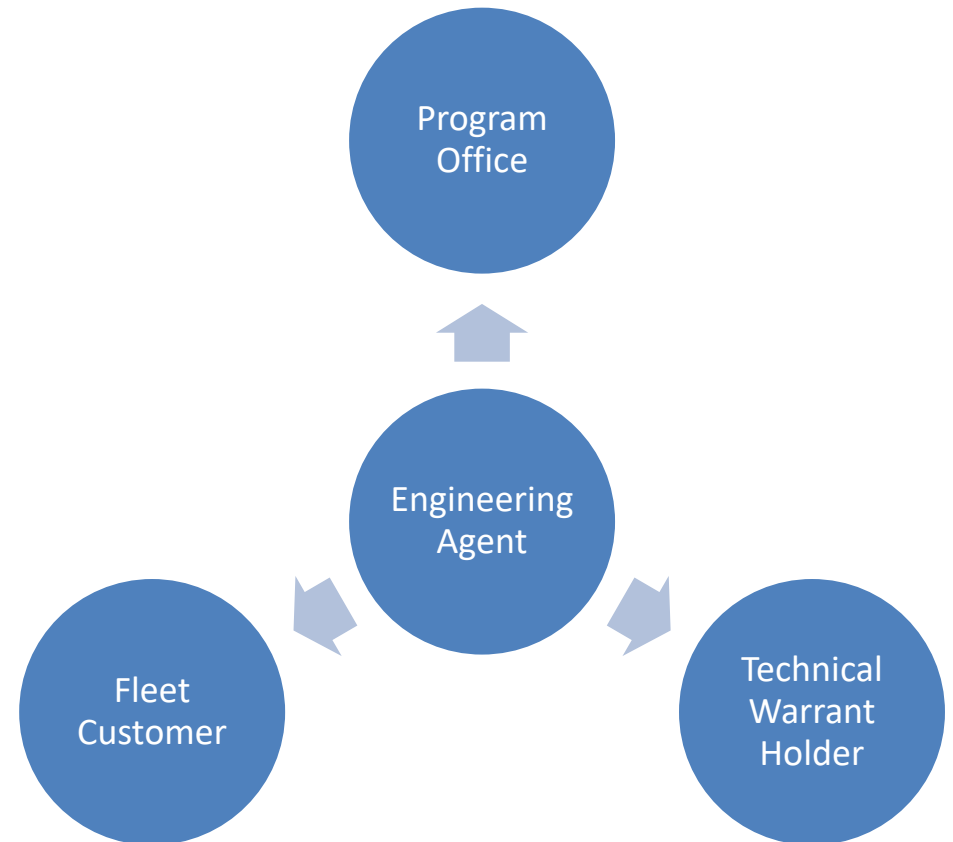 Program
Office
Engineering
Agent
Fleet
Customer
Technical
Warrant
Holder